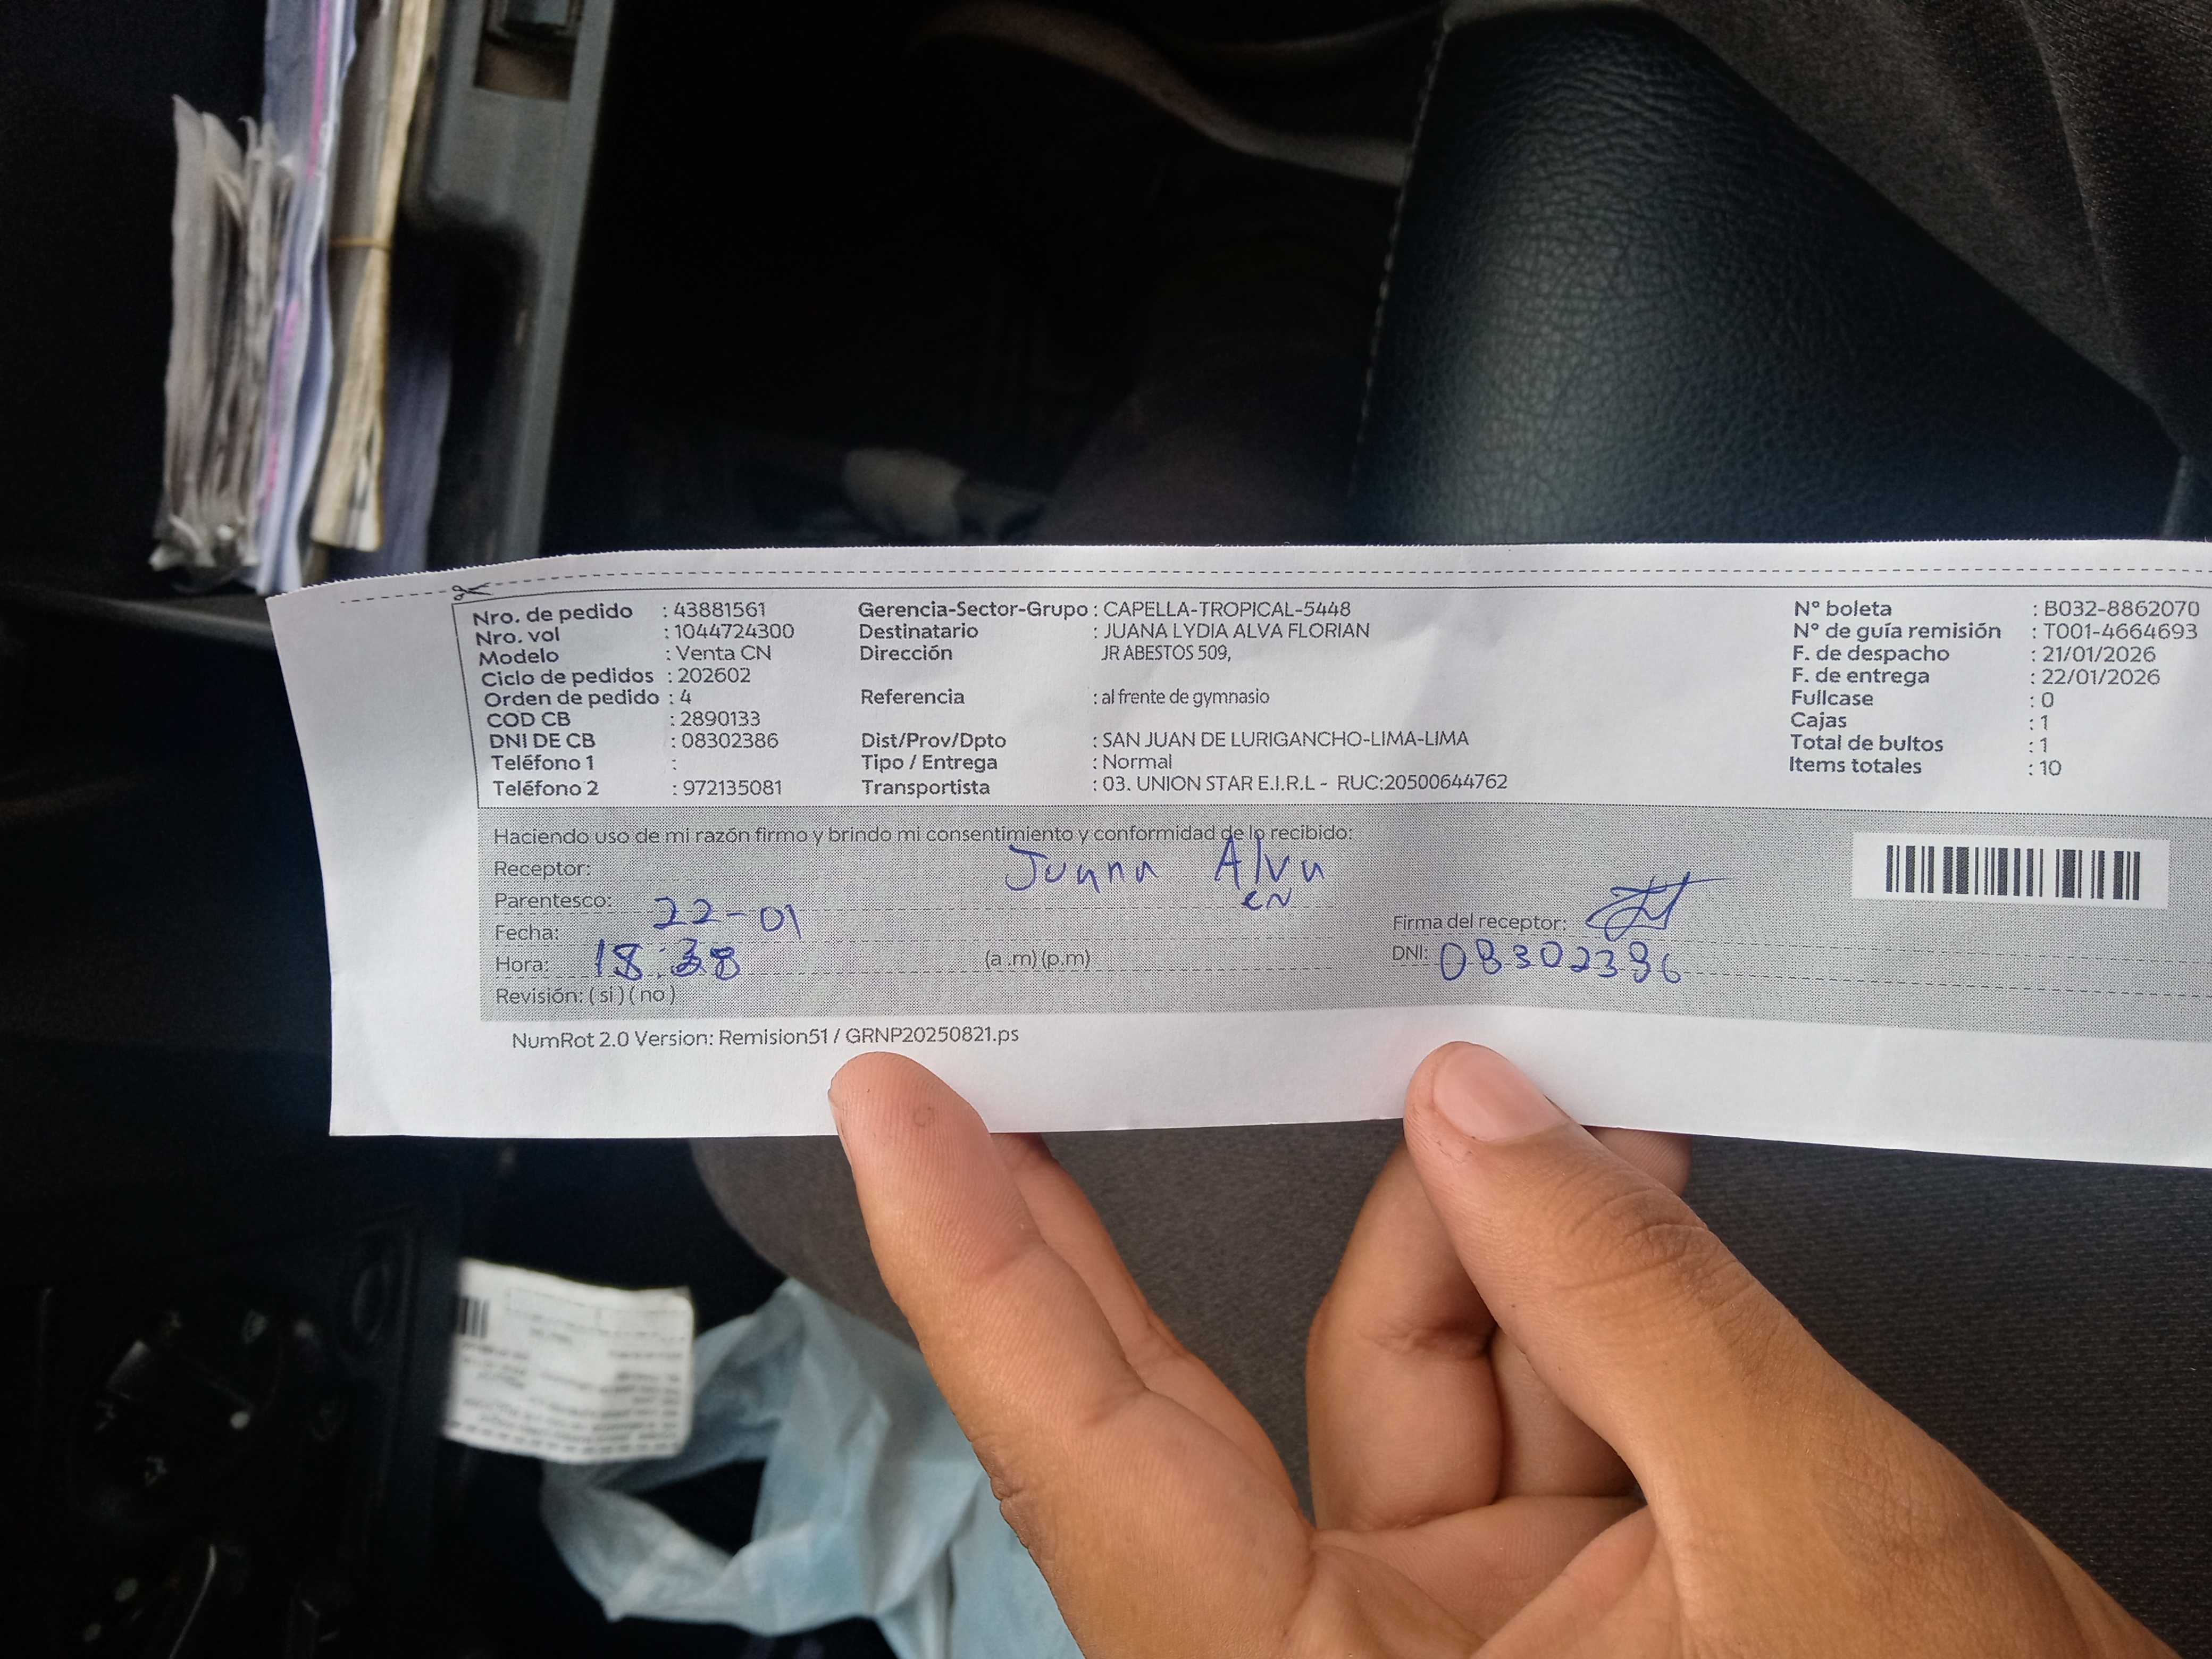 Nro. de pedido : 43881561
Nro. vol : 1044724300
Modelo : Venta CN
Ciclo de pedidos : 202602
Orden de pedido : 4
COD CB : 2890133
DNI DE CB : 08302386
Teléfono 1 :
Teléfono 2 : 972135081
Gerencia-Sector-Grupo : CAPELLA-TROPICAL-5448
Destinatario : JUANA LYDIA ALVA FLORIAN
Dirección JR ABESTOS 509,
Referencia : al frente de gymnasio
Dist/Prov/Dpto : SAN JUAN DE LURIGANCHO-LIMA-LIMA
Tipo / Entrega : Normal
Transportista : 03. UNION STAR E.I.R.L - RUC:20500644762
N° boleta : B032-8862070
N° de guía remisión : T001-4664693
F. de despacho : 21/01/2026
F. de entrega : 22/01/2026
Fullcase : 0
Cajas : 1
Total de bultos : 1
Items totales : 10
Haciendo uso de mi razón firmo y brindo mi consentimiento y conformidad de lo recibido:
Receptor: Juana Alva
Parentesco: CN
Fecha: 22-01
Hora: 18:38 (a .m) (p.m)
Revisión: ( si ) ( no )
Firma del receptor:
DNI: 08302386
NumRot 2.0 Version: Remision51 / GRNP20250821.ps